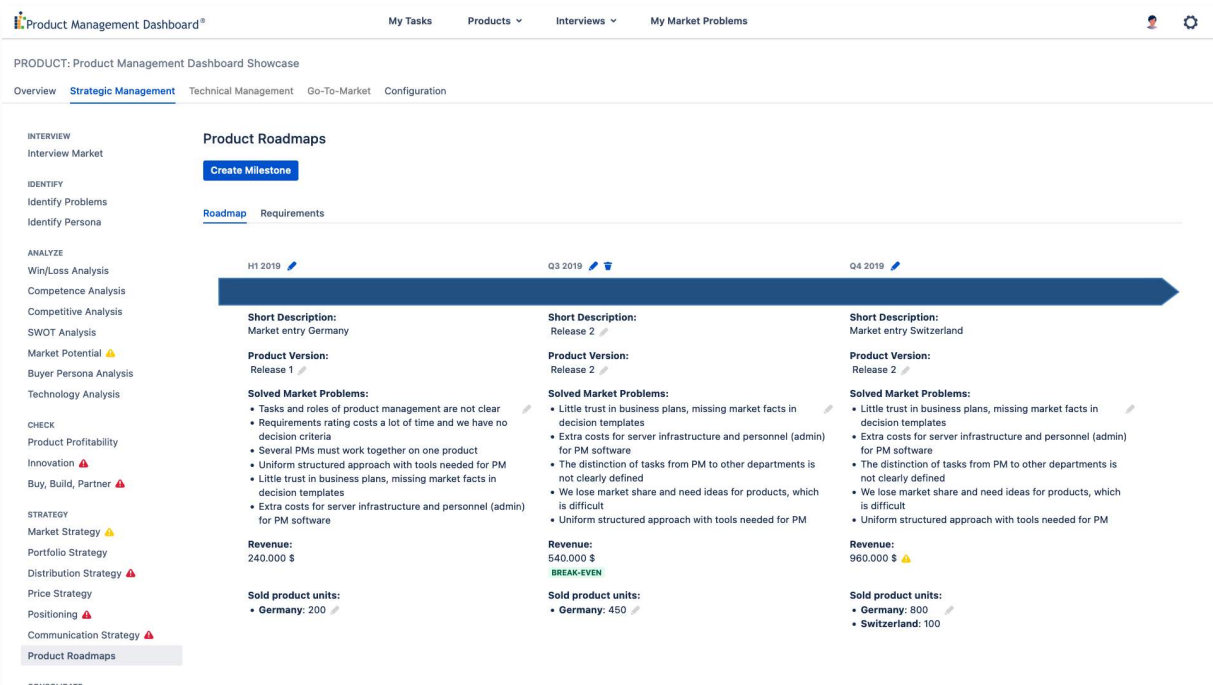 Product Management Dashboard®
My Tasks
Products
Interviews
My Market Problems
PRODUCT: Product Management Dashboard Showcase
Overview
Strategic Management
Technical Management
Go-To-Market
Configuration
INTERVIEW
Interview Market
IDENTIFY
Identify Problems
Identify Persona
ANALYZE
Win/Loss Analysis
Competence Analysis
Competitive Analysis
SWOT Analysis
Market Potential
Buyer Persona Analysis
Technology Analysis
CHECK
Product Profitability
Innovation
Buy, Build, Partner
STRATEGY
Market Strategy
Portfolio Strategy
Distribution Strategy
Price Strategy
Positioning
Communication Strategy
Product Roadmaps
CONSOLIDATE
Product Roadmaps
Create Milestone
Roadmap
Requirements
H1 2019
Short Description:
Market entry Germany
Product Version:
Release 1
Solved Market Problems:
• Tasks and roles of product management are not clear
• Requirements rating costs a lot of time and we have no
decision criteria
• Several PMs must work together on one product
• Uniform structured approach with tools needed for PM
• Little trust in business plans, missing market facts in
decision templates
• Extra costs for server infrastructure and personnel (admin)
for PM software
Revenue:
240.000 $
Sold product units:
• Germany: 200
Q3 2019
Short Description:
Release 2
Product Version:
Release 2
Solved Market Problems:
• Little trust in business plans, missing market facts in
decision templates
• Extra costs for server infrastructure and personnel (admin)
for PM software
• The distinction of tasks from PM to other departments is
not clearly defined
• We lose market share and need ideas for products, which
is difficult
• Uniform structured approach with tools needed for PM
Revenue:
540.000 $
BREAK-EVEN
Sold product units:
• Germany: 450
Q4 2019
Short Description:
Market entry Switzerland
Product Version:
Release 2
Solved Market Problems:
• Little trust in business plans, missing market facts in
decision templates
• Extra costs for server infrastructure and personnel (admin)
for PM software
• The distinction of tasks from PM to other departments is
not clearly defined
• We lose market share and need ideas for products, which
is difficult
• Uniform structured approach with tools needed for PM
Revenue:
960.000 $
Sold product units:
• Germany: 800
• Switzerland: 100